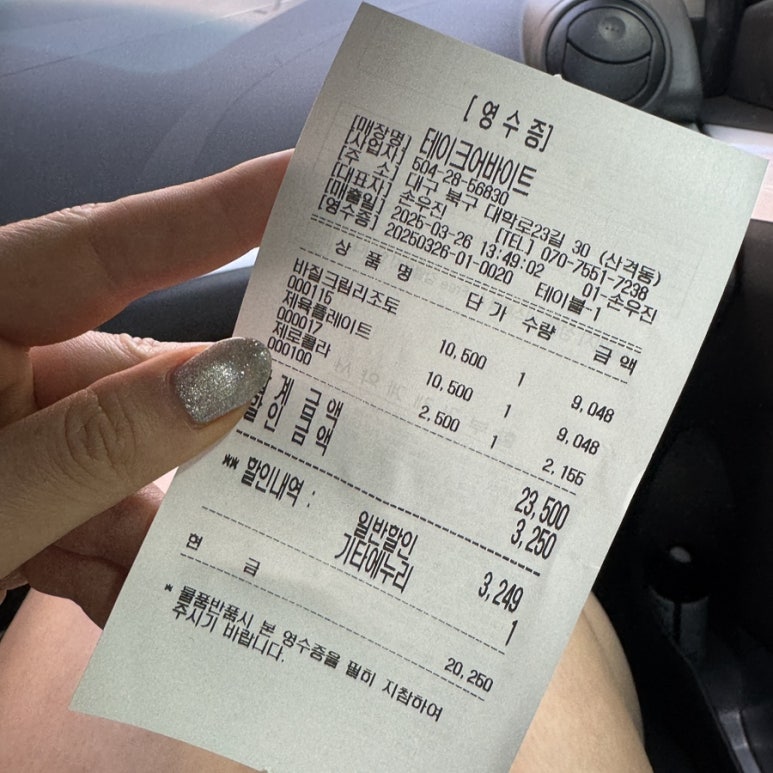 [영수증]
[매장명] 테이크어바이트
[사업자] 504-28-56630
[주 소] 대구 북구 대학로23길 30 (산격동)
[대표자] 손우진 [TEL] 070-7551-7238
[매출일] 2025-03-26 13:49:02 01-손우진
[영수증] 20250326-01-0020 테이블-1
상 품 명 단 가 수량 금 액
바질크림리조또
000115 10,500 1 9,048
제육플레이트
000017 10,500 1 9,048
제로콜라
000100 2,500 1 2,155
합 계 금 액 23,500
할 인 금 액 3,250
** 할인내역 : 일반할인 3,249
기타에누리 1
현 금 20,250
* 물품반품시 본 영수증을 필히 지참하여
주시기 바랍니다.